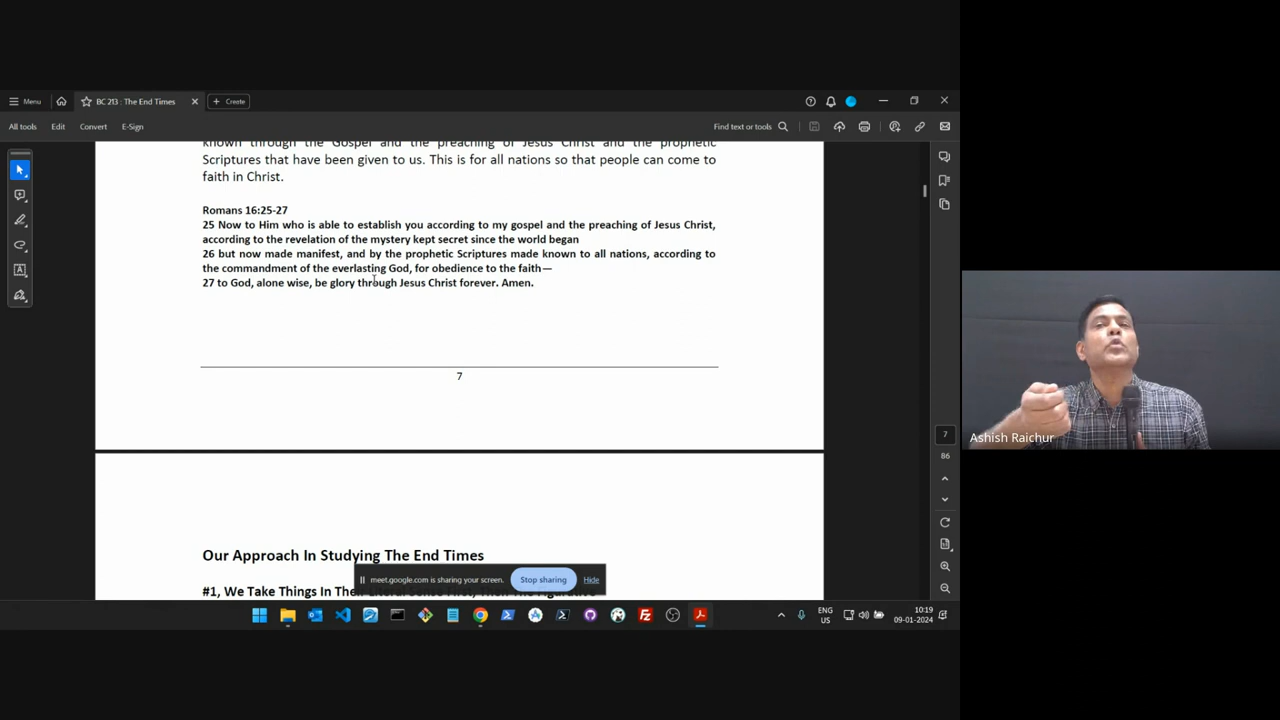 Menu
BC 213 : The End Times
Create
All tools
Edit
Convert
E-Sign
Find text or tools
known through the Gospel and the preaching of Jesus Christ and the prophetic
Scriptures that have been given to us. This is for all nations so that people can come to
faith in Christ.
Romans 16:25-27
25 Now to Him who is able to establish you according to my gospel and the preaching of Jesus Christ,
according to the revelation of the mystery kept secret since the world began
26 but now made manifest, and by the prophetic Scriptures made known to all nations, according to
the commandment of the everlasting God, for obedience to the faith—
27 to God, alone wise, be glory through Jesus Christ forever. Amen.
7
Ashish Raichur
7
86
Our Approach In Studying The End Times
#1, We Take Things In Their
meet.google.com is sharing your screen.
Stop sharing
Hide
ENG
US
10:19
09-01-2024